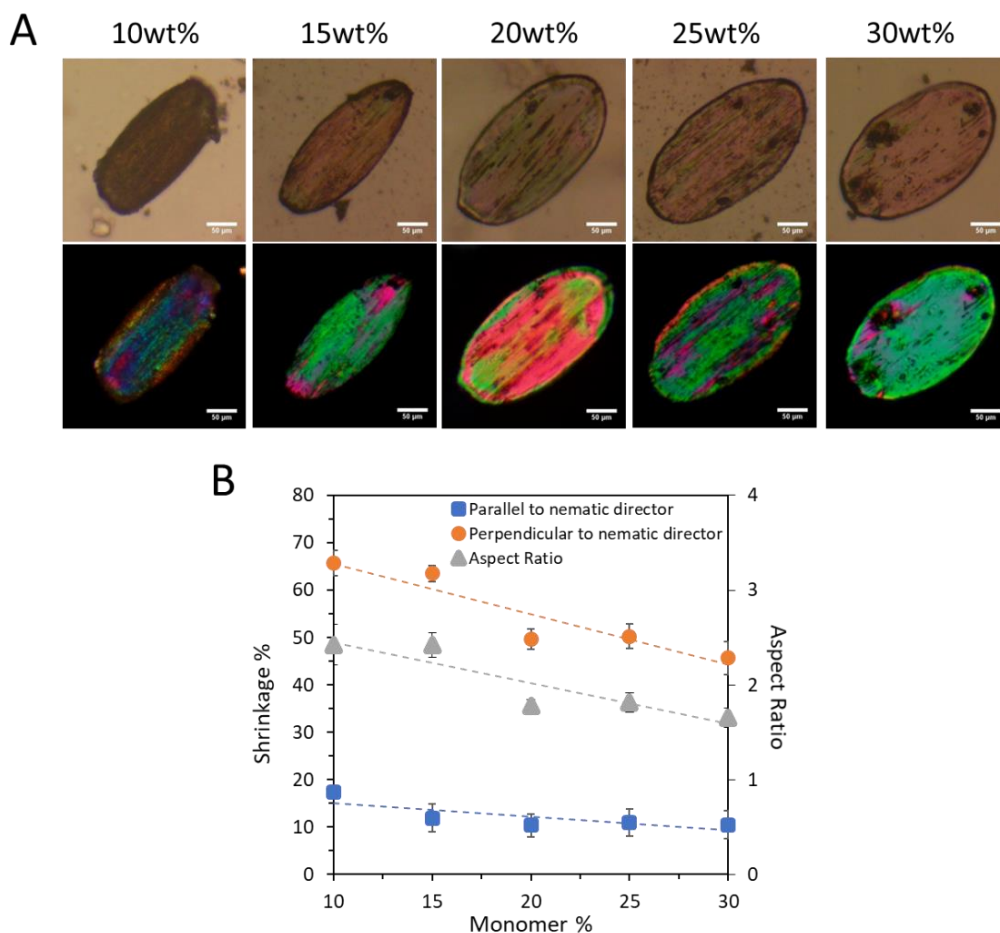 A
10wt% 15wt% 20wt% 25wt% 30wt%
50 µm 50 µm 50 µm 50 µm 50 µm
50 µm 50 µm 50 µm 50 µm 50 µm
B
Parallel to nematic director
Perpendicular to nematic director
Aspect Ratio
80
70
60
50
40
30
20
10
0
Shrinkage %
4
3
2
1
0
Aspect Ratio
10 15 20 25 30
Monomer %